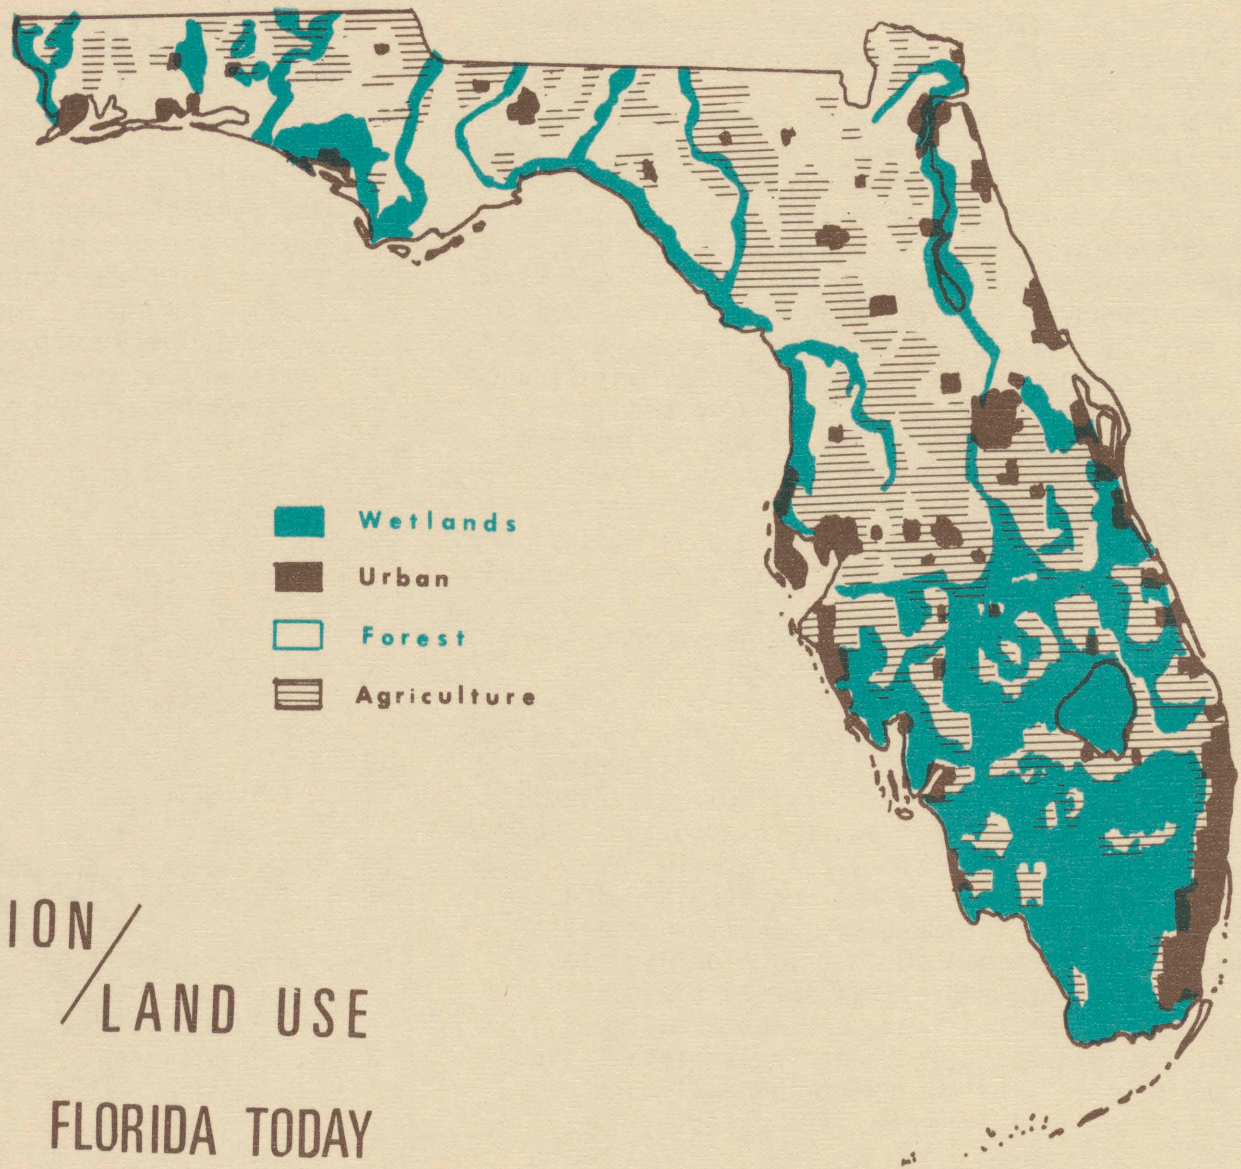 Wetlands
Urban
Forest
Agriculture
ION/
LAND USE
FLORIDA TODAY